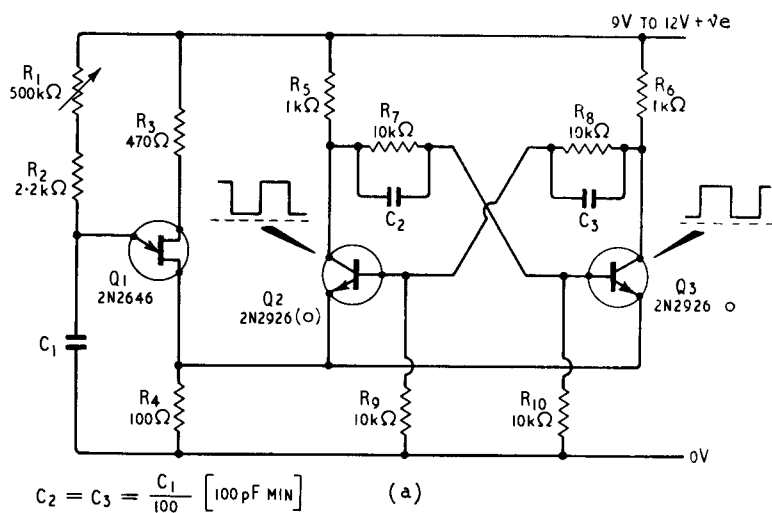 9V TO 12V +ve
R1
500kΩ
R2
2·2kΩ
R3
470Ω
R5
1kΩ
R7
10kΩ
R8
10kΩ
R6
1kΩ
C2
C3
Q1
2N2646
Q2
2N2926(O)
Q3
2N2926 O
C1
R4
100Ω
R9
10kΩ
R10
10kΩ
0V
C2 = C3 = C1/100 [100pF MIN]
(a)